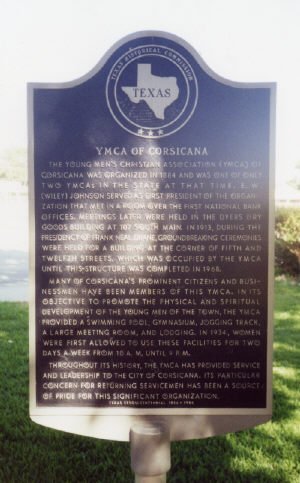 TEXAS HISTORICAL COMMISSION
TEXAS
YMCA OF CORSICANA
THE YOUNG MEN'S CHRISTIAN ASSOCIATION (YMCA) OF
CORSICANA WAS ORGANIZED IN 1884 AND WAS ONE OF ONLY
TWO YMCAs IN THE STATE AT THAT TIME. E. W.
(WILEY) JOHNSON SERVED AS FIRST PRESIDENT OF THE ORGAN-
IZATION THAT MET IN A ROOM OVER THE FIRST NATIONAL BANK
OFFICES. MEETINGS LATER WERE HELD IN THE DYERS DRY
GOODS BUILDING AT 107 SOUTH MAIN. IN 1913, DURING THE
PRESIDENCY OF FRANK NEAL DRANE, GROUNDBREAKING CEREMONIES
WERE HELD FOR A BUILDING AT THE CORNER OF FIFTH AND
TWELFTH STREETS, WHICH WAS OCCUPIED BY THE YMCA
UNTIL THIS STRUCTURE WAS COMPLETED IN 1968.
MANY OF CORSICANA'S PROMINENT CITIZENS AND BUSI-
NESSMEN HAVE BEEN MEMBERS OF THIS YMCA. IN ITS
OBJECTIVE TO PROMOTE THE PHYSICAL AND SPIRITUAL
DEVELOPMENT OF THE YOUNG MEN OF THE TOWN, THE YMCA
PROVIDED A SWIMMING POOL, GYMNASIUM, JOGGING TRACK,
A LARGE MEETING ROOM, AND LODGING. IN 1934, WOMEN
WERE FIRST ALLOWED TO USE THESE FACILITIES FOR TWO
DAYS A WEEK FROM 10 A. M. UNTIL 9 P.M.
THROUGHOUT ITS HISTORY, THE YMCA HAS PROVIDED SERVICE
AND LEADERSHIP TO THE CITY OF CORSICANA. ITS PARTICULAR
CONCERN FOR RETURNING SERVICEMEN HAS BEEN A SOURCE
OF PRIDE FOR THIS SIGNIFICANT ORGANIZATION.
TEXAS SESQUICENTENNIAL 1836 - 1986